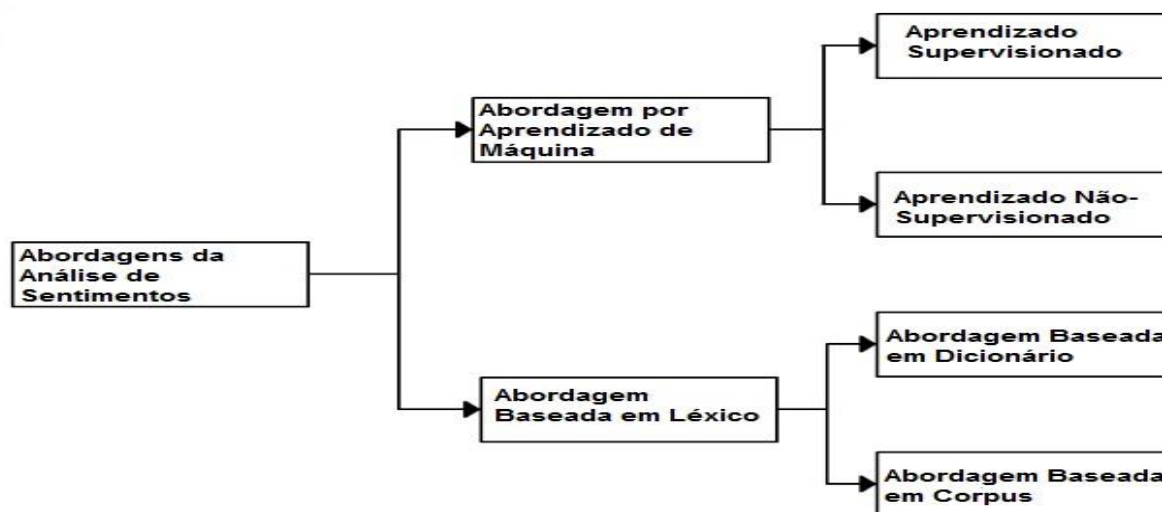 Abordagens da
Análise de
Sentimentos
Abordagem por
Aprendizado de
Máquina
Aprendizado
Supervisionado
Aprendizado Não-
Supervisionado
Abordagem
Baseada em Léxico
Abordagem Baseada
em Dicionário
Abordagem Baseada
em Corpus